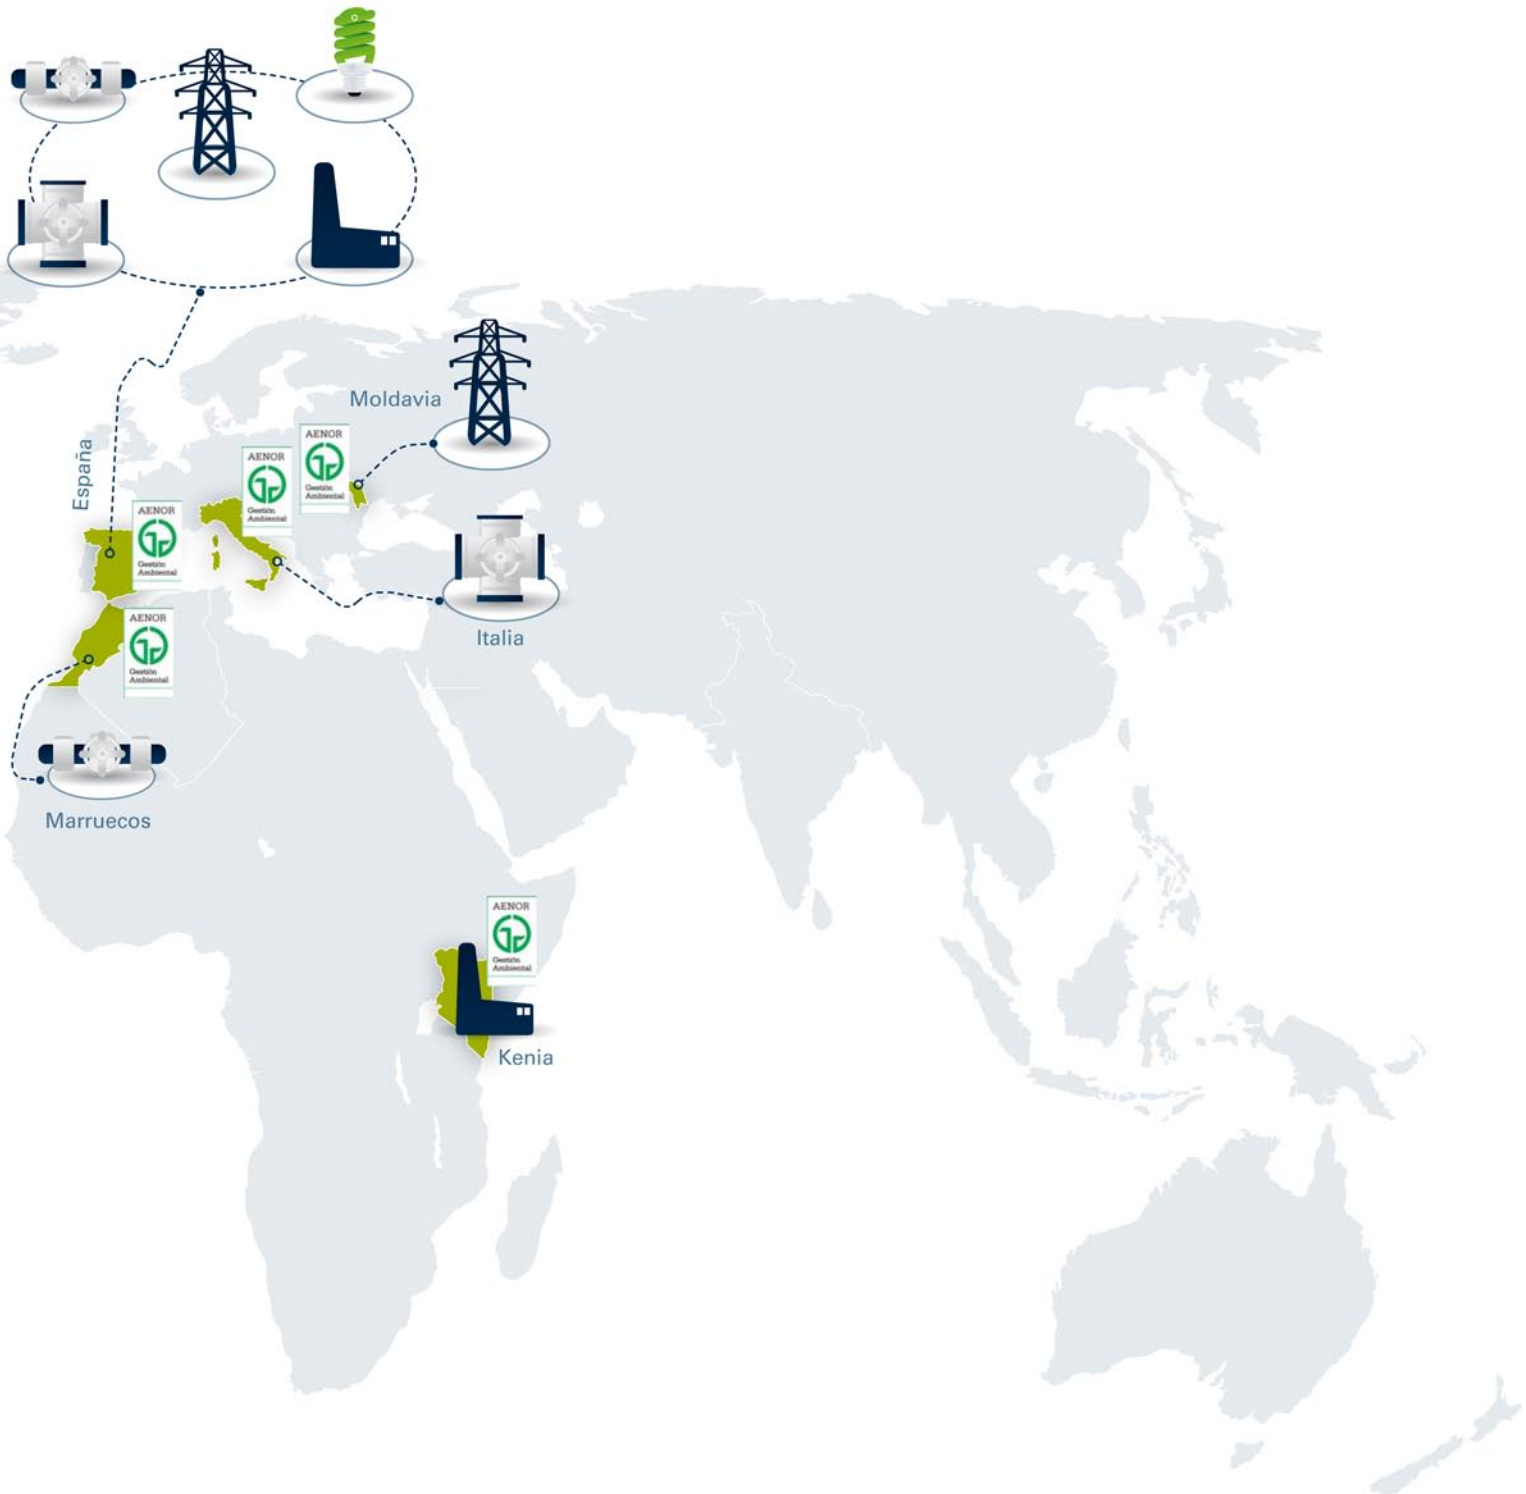 Moldavia
España
AENOR
Gestión
Ambiental
AENOR
Gestión
Ambiental
AENOR
Gestión
Ambiental
AENOR
Gestión
Ambiental
Italia
Marruecos
AENOR
Gestión
Ambiental
Kenia